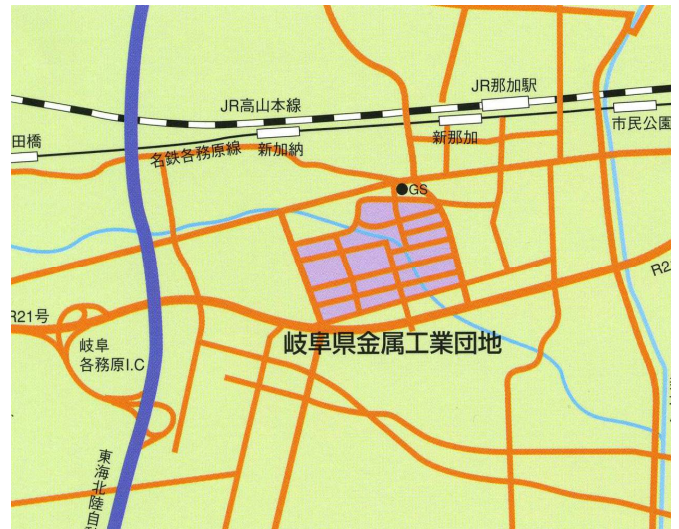 JR高山本線
JR那加駅
田橋
名鉄各務原線
新加納
新那加
市民公園
GS
R21号
R2
岐阜
各務原I.C
岐阜県金属工業団地
東海北陸自動